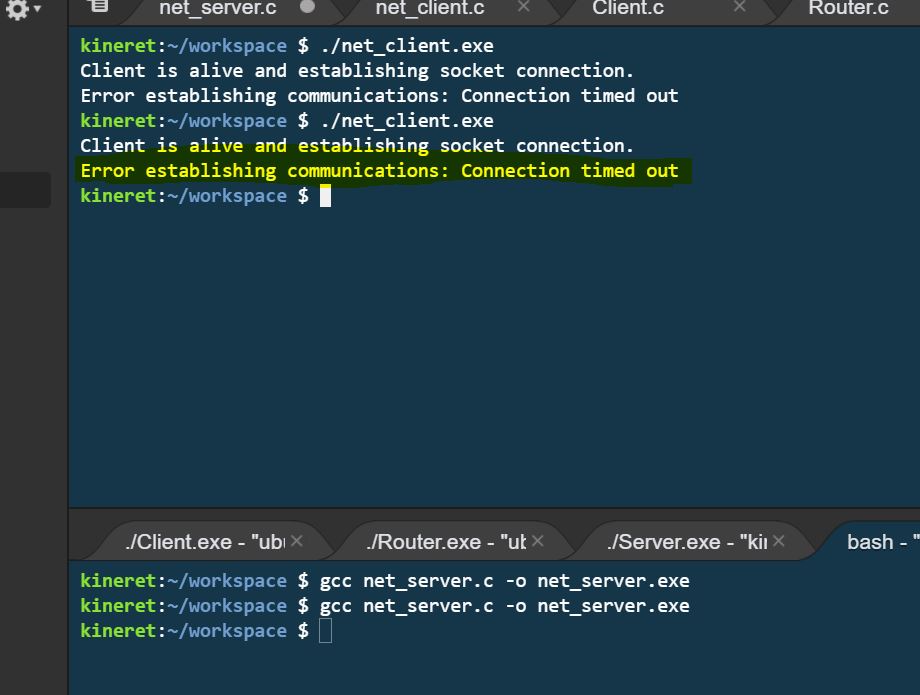 net_server.c net_client.c Client.c Router.c
kineret:~/workspace $ ./net_client.exe
Client is alive and establishing socket connection.
Error establishing communications: Connection timed out
kineret:~/workspace $ ./net_client.exe
Client is alive and establishing socket connection.
Error establishing communications: Connection timed out
kineret:~/workspace $
./Client.exe - "ub ./Router.exe - "ub ./Server.exe - "kin bash - "
kineret:~/workspace $ gcc net_server.c -o net_server.exe
kineret:~/workspace $ gcc net_server.c -o net_server.exe
kineret:~/workspace $